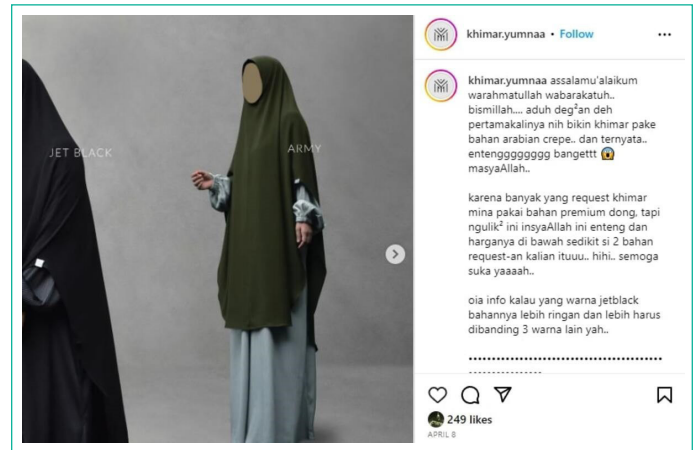 JET BLACK
ARMY
khimar.yumnaa • Follow
khimar.yumnaa assalamu'alaikum
warahmatullah wabarakatuh..
bismillah.... aduh deg²an deh
pertamakalinya nih bikin khimar pake
bahan arabian crepe.. dan ternyata..
entengggggggg bangettt 😱
masyaAllah..
karena banyak yang request khimar
mina pakai bahan premium dong, tapi
ngulik² ini insyaAllah ini enteng dan
harganya di bawah sedikit si 2 bahan
request-an kalian ituuu.. hihi.. semoga
suka yaaaah..
oia info kalau yang warna jetblack
bahannya lebih ringan dan lebih harus
dibanding 3 warna lain yah..
249 likes
APRIL 8